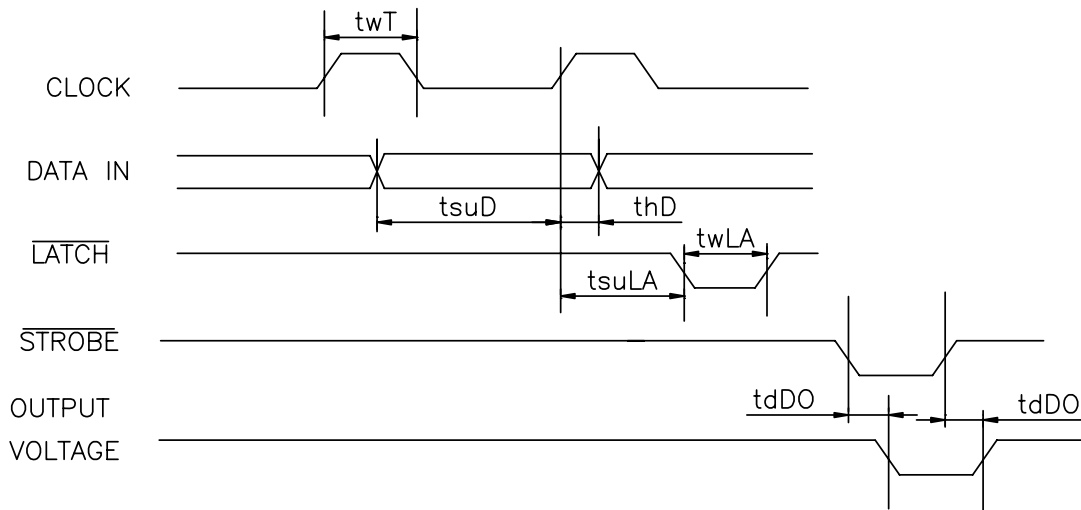 twT
CLOCK
DATA IN
tsuD
thD
LATCH
twLA
tsuLA
STROBE
OUTPUT
VOLTAGE
tdDO
tdDO